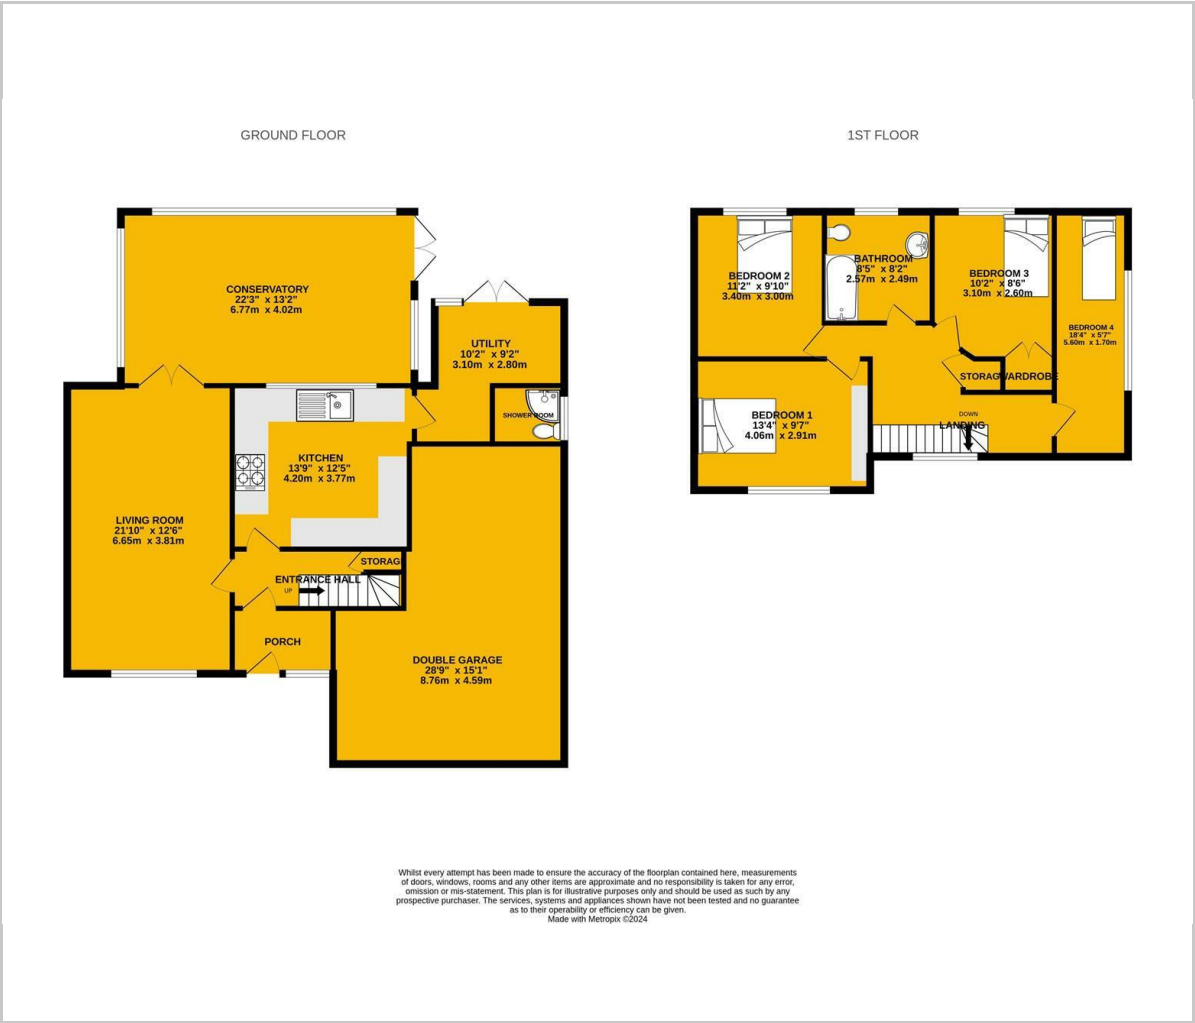 GROUND FLOOR
CONSERVATORY
22'3" x 13'2"
6.77m x 4.02m
UTILITY
10'2" x 9'2"
3.10m x 2.80m
SHOWER ROOM
KITCHEN
13'9" x 12'5"
4.20m x 3.77m
LIVING ROOM
21'10" x 12'6"
6.65m x 3.81m
STORAG
ENTRANCE HALL
UP
PORCH
DOUBLE GARAGE
28'9" x 15'1"
8.76m x 4.59m
1ST FLOOR
BEDROOM 2
11'2" x 9'10"
3.40m x 3.00m
BATHROOM
8'5" x 8'2"
2.57m x 2.49m
BEDROOM 3
10'2" x 8'6"
3.10m x 2.60m
BEDROOM 4
18'4" x 5'7"
5.60m x 1.70m
STORAG
WARDROBE
BEDROOM 1
13'4" x 9'7"
4.06m x 2.91m
DOWN
LANDING
Whilst every attempt has been made to ensure the accuracy of the floorplan contained here, measurements
of doors, windows, rooms and any other items are approximate and no responsibility is taken for any error,
omission or mis-statement. This plan is for illustrative purposes only and should be used as such by any
prospective purchaser. The services, systems and appliances shown have not been tested and no guarantee
as to their operability or efficiency can be given.
Made with Metropix ©2024